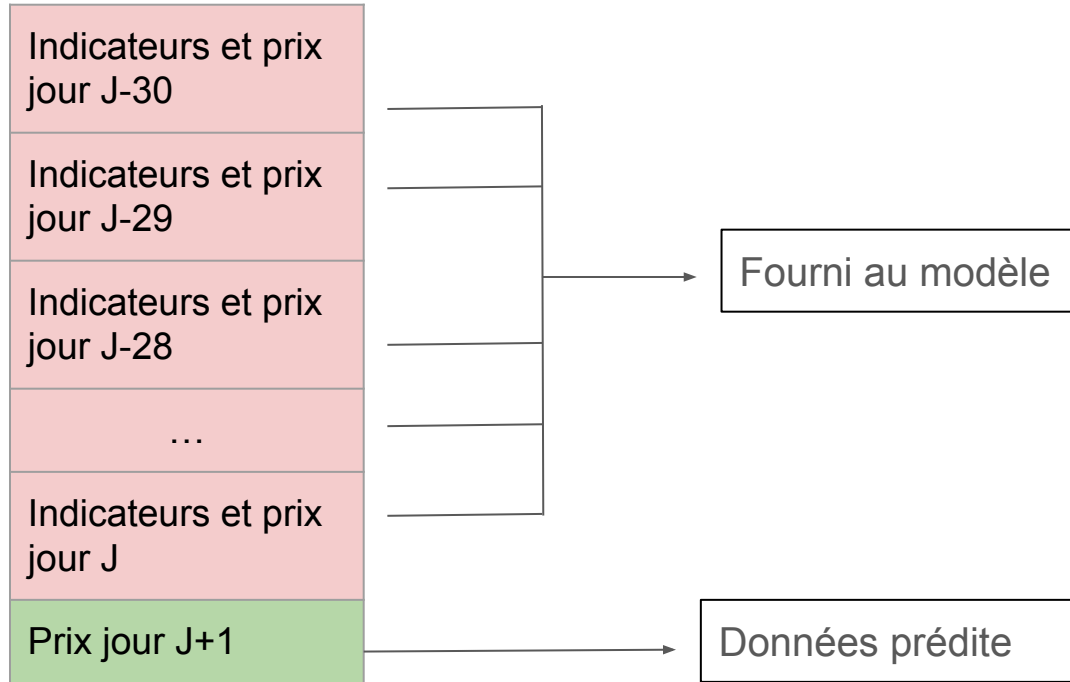 Indicateurs et prix
jour J-30
Indicateurs et prix
jour J-29
Indicateurs et prix
jour J-28
…
Indicateurs et prix
jour J
Prix jour J+1
Fourni au modèle
Données prédite